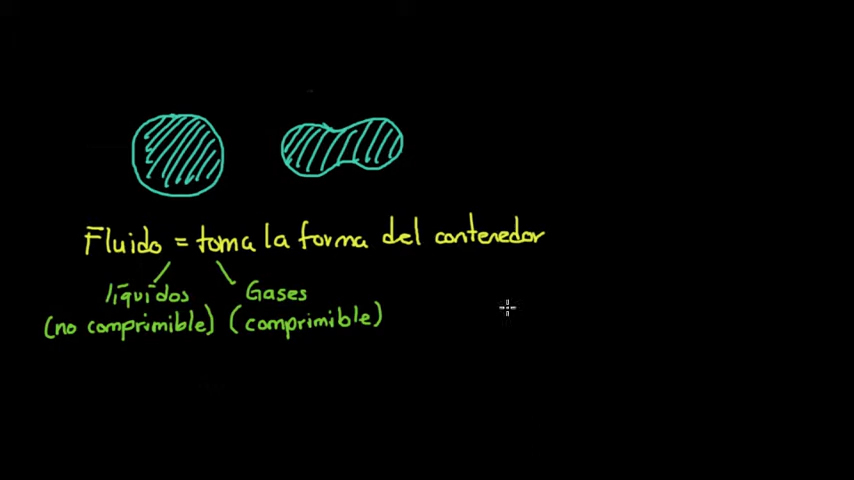 Fluido = toma la forma del contenedor
líquidos Gases
(no comprimible) (comprimible)